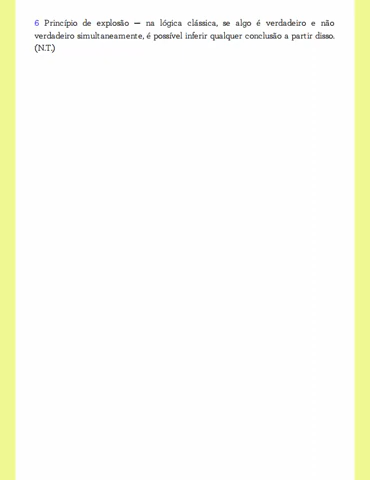 6 Princípio de explosão — na lógica clássica, se algo é verdadeiro e não
verdadeiro simultaneamente, é possível inferir qualquer conclusão a partir disso.
(N.T.)